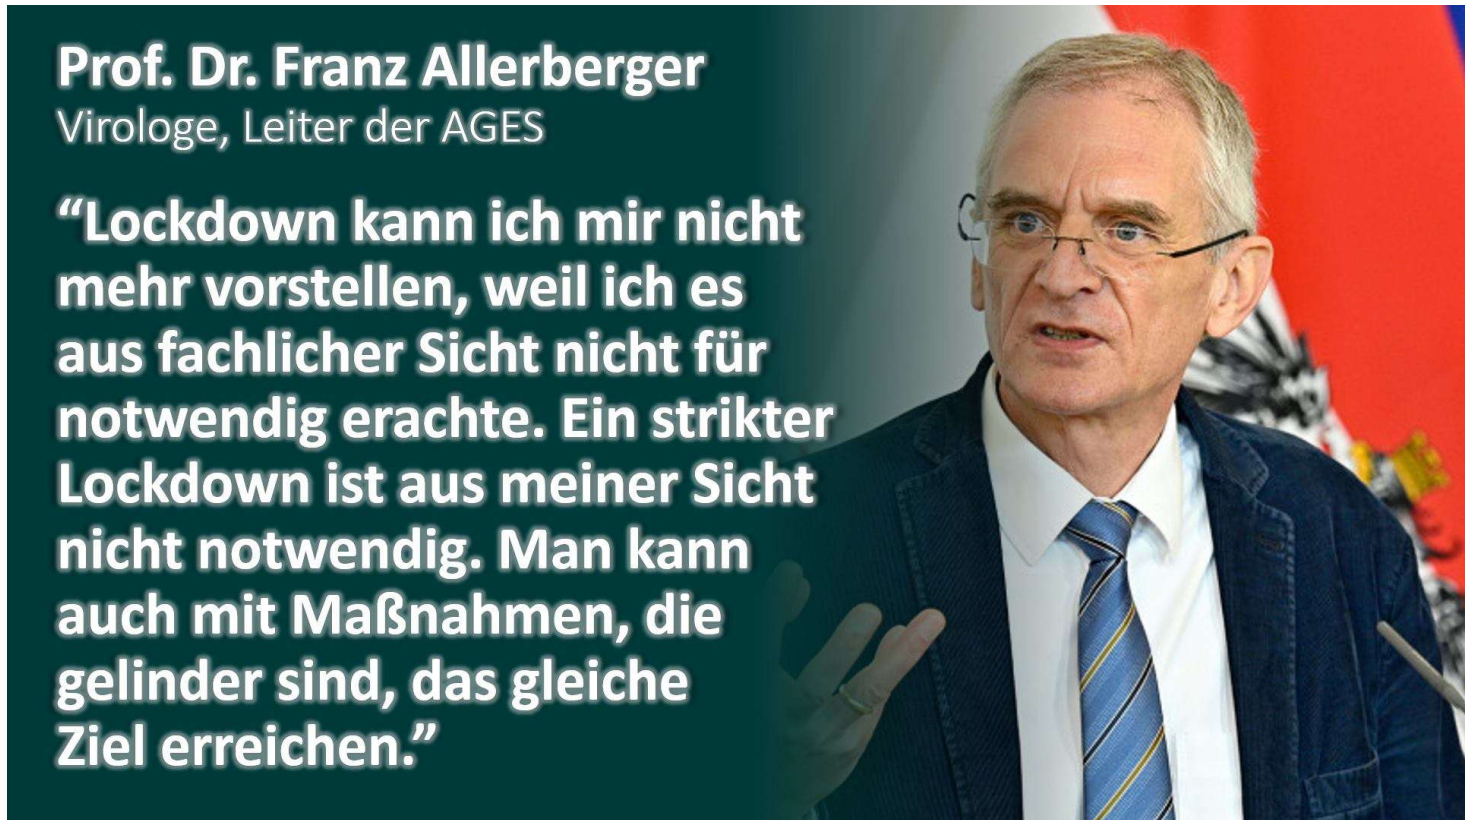 Prof. Dr. Franz Allerberger
Virologe, Leiter der AGES
“Lockdown kann ich mir nicht
mehr vorstellen, weil ich es
aus fachlicher Sicht nicht für
notwendig erachte. Ein strikter
Lockdown ist aus meiner Sicht
nicht notwendig. Man kann
auch mit Maßnahmen, die
gelinder sind, das gleiche
Ziel erreichen.”